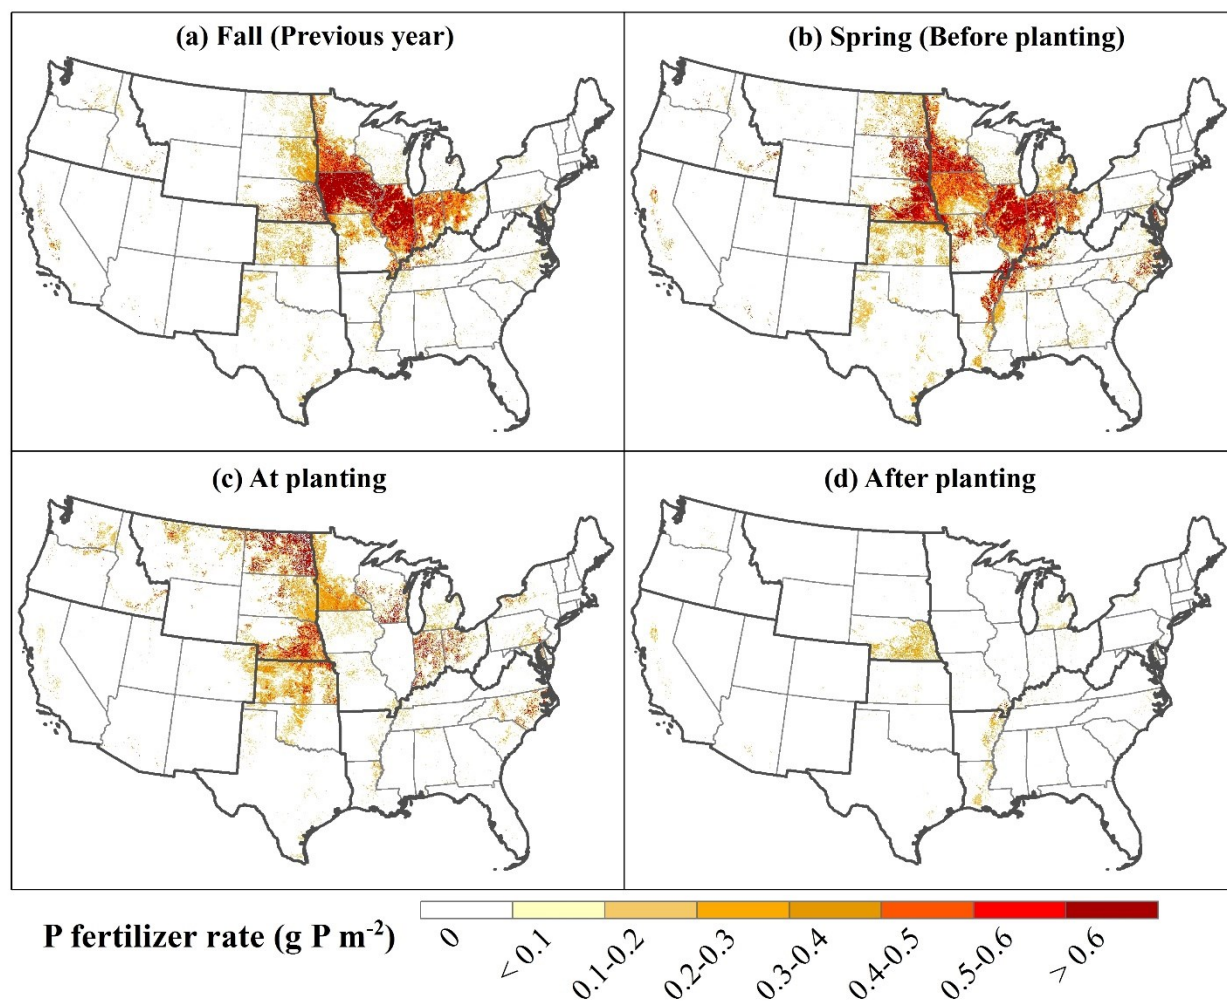 (a) Fall (Previous year)
(b) Spring (Before planting)
(c) At planting
(d) After planting
P fertilizer rate (g P m⁻²)
0
< 0.1
0.1-0.2
0.2-0.3
0.3-0.4
0.4-0.5
0.5-0.6
> 0.6